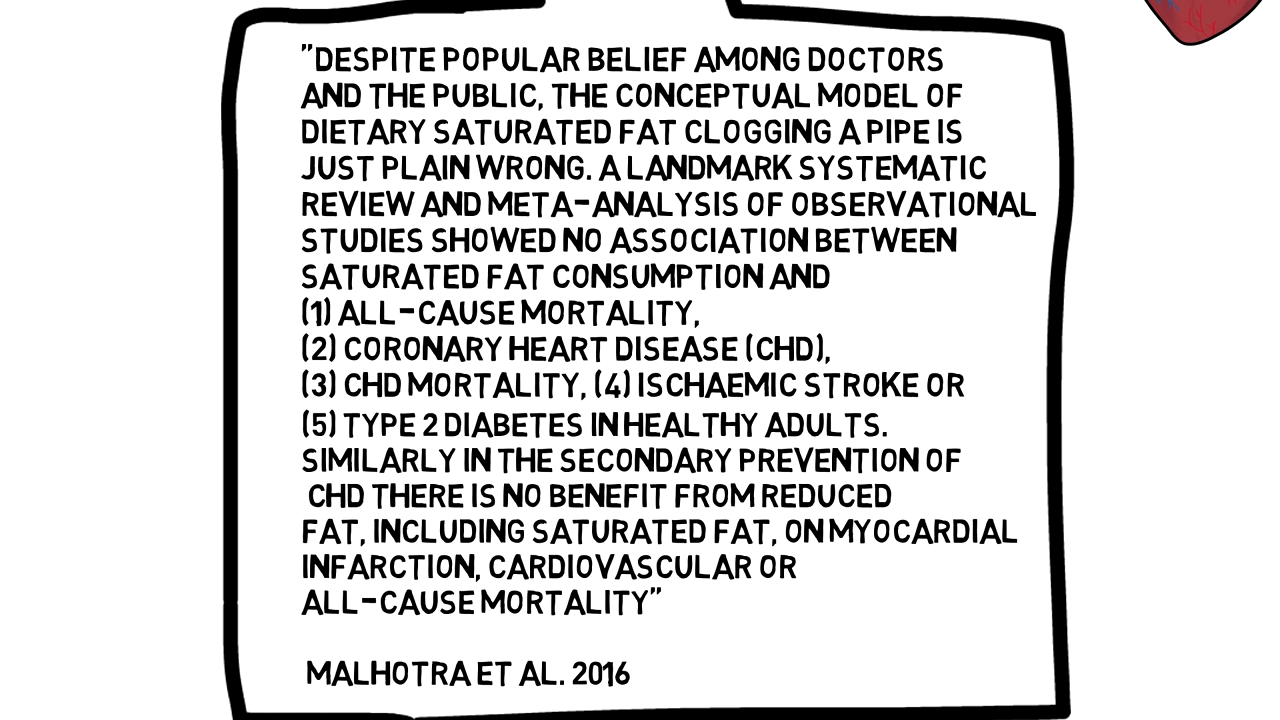 "DESPITE POPULAR BELIEF AMONG DOCTORS
AND THE PUBLIC, THE CONCEPTUAL MODEL OF
DIETARY SATURATED FAT CLOGGING A PIPE IS
JUST PLAIN WRONG. A LANDMARK SYSTEMATIC
REVIEW AND META-ANALYSIS OF OBSERVATIONAL
STUDIES SHOWED NO ASSOCIATION BETWEEN
SATURATED FAT CONSUMPTION AND
(1) ALL-CAUSE MORTALITY,
(2) CORONARY HEART DISEASE (CHD),
(3) CHD MORTALITY, (4) ISCHAEMIC STROKE OR
(5) TYPE 2 DIABETES IN HEALTHY ADULTS.
SIMILARLY IN THE SECONDARY PREVENTION OF
CHD THERE IS NO BENEFIT FROM REDUCED
FAT, INCLUDING SATURATED FAT, ON MYOCARDIAL
INFARCTION, CARDIOVASCULAR OR
ALL-CAUSE MORTALITY"
MALHOTRA ET AL. 2016